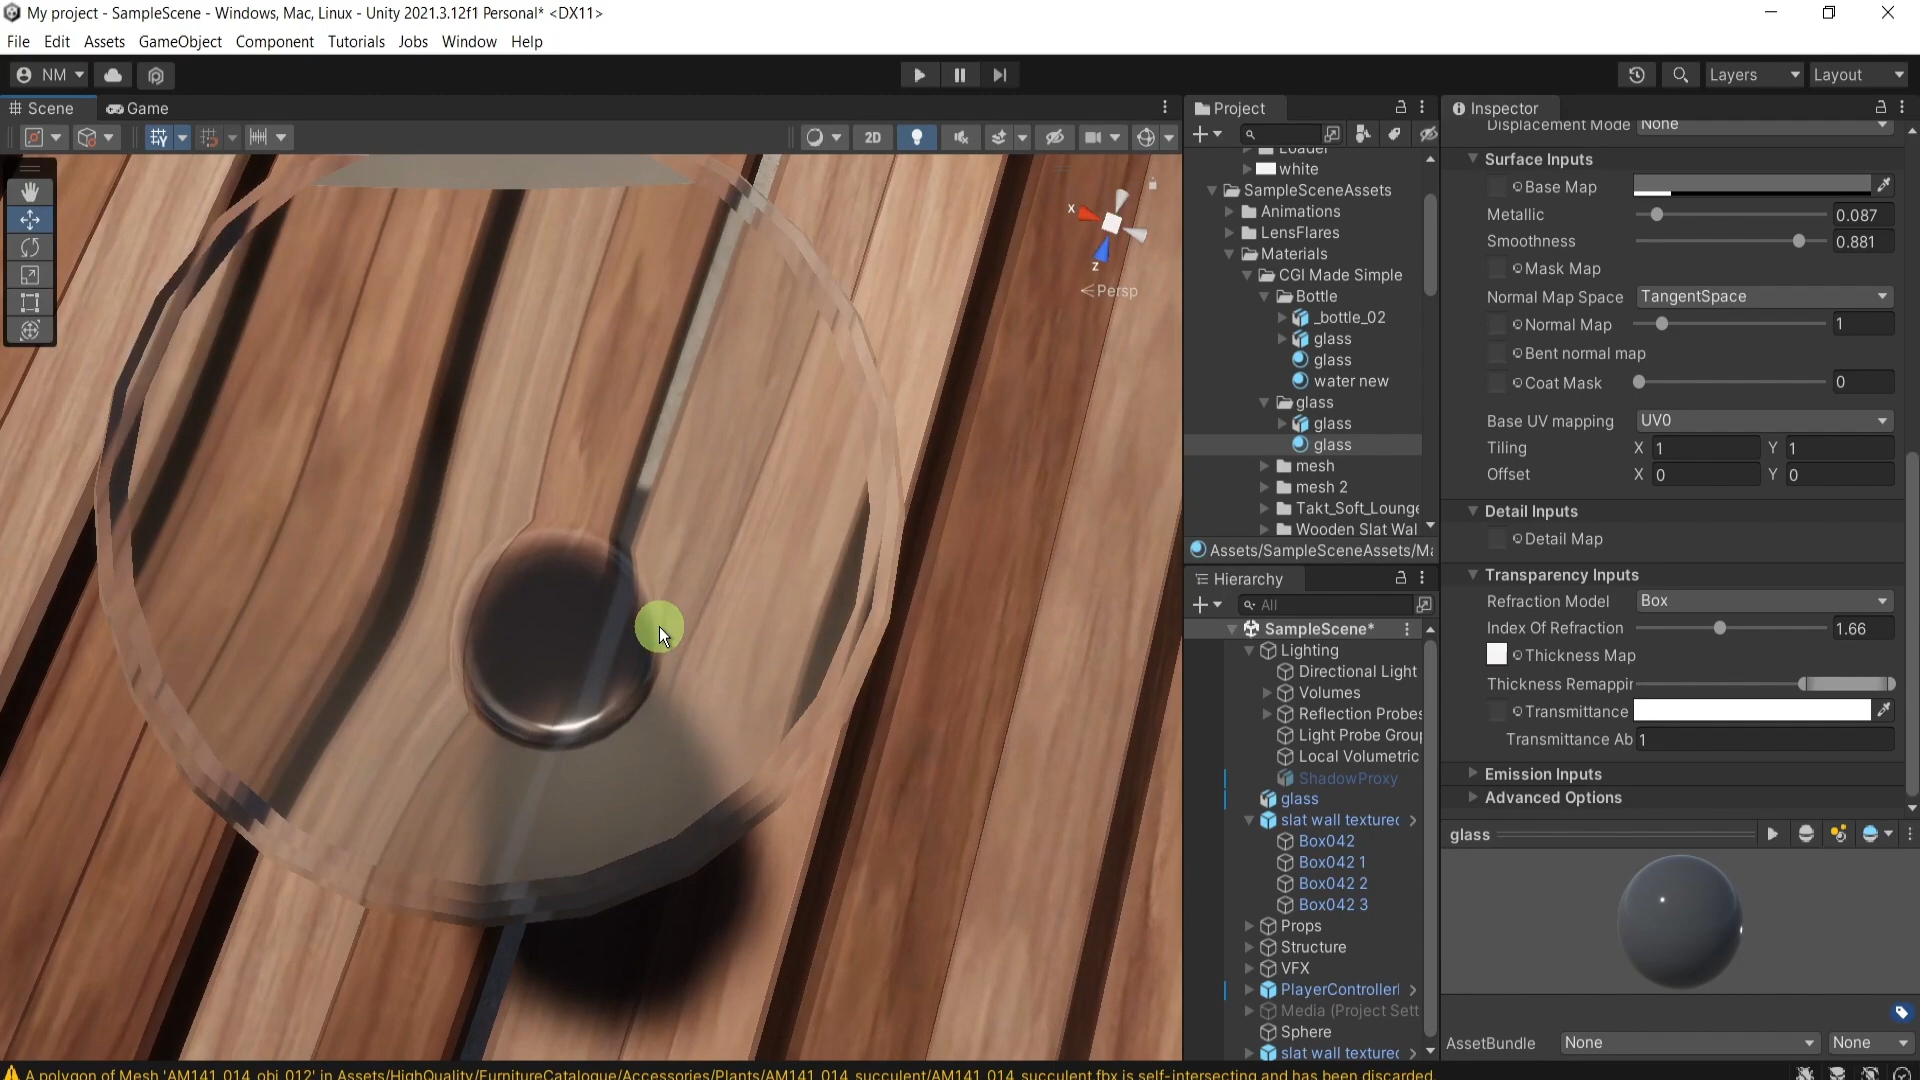 My project - SampleScene - Windows, Mac, Linux - Unity 2021.3.12f1 Personal* <DX11>
File Edit Assets GameObject Component Tutorials Jobs Window Help
NM Layers Layout
Scene Game
2D
x
z
Persp
Project
Loader
white
SampleSceneAssets
Animations
LensFlares
Materials
CGI Made Simple
Bottle
_bottle_02
glass
glass
water new
glass
glass
glass
mesh
mesh 2
Takt_Soft_Lounge
Wooden Slat Wal
Assets/SampleSceneAssets/Ma
Hierarchy
All
SampleScene*
Lighting
Directional Light
Volumes
Reflection Probes
Light Probe Group
Local Volumetric
ShadowProxy
glass
slat wall textured
Box042
Box042 1
Box042 2
Box042 3
Props
Structure
VFX
PlayerController
Media (Project Sett
Sphere
slat wall textured
Inspector
Displacement Mode None
Surface Inputs
Base Map
Metallic 0.087
Smoothness 0.881
Mask Map
Normal Map Space TangentSpace
Normal Map 1
Bent normal map
Coat Mask 0
Base UV mapping UV0
Tiling X 1 Y 1
Offset X 0 Y 0
Detail Inputs
Detail Map
Transparency Inputs
Refraction Model Box
Index Of Refraction 1.66
Thickness Map
Thickness Remappin
Transmittance
Transmittance Ab 1
Emission Inputs
Advanced Options
glass
AssetBundle None None
A polygon of Mesh 'AM141_014_obj_012' in Assets/HighQuality/FurnitureCatalogue/Accessories/Plants/AM141_014_succulent/AM141_014_succulent.fbx is self-intersecting and has been discarded.